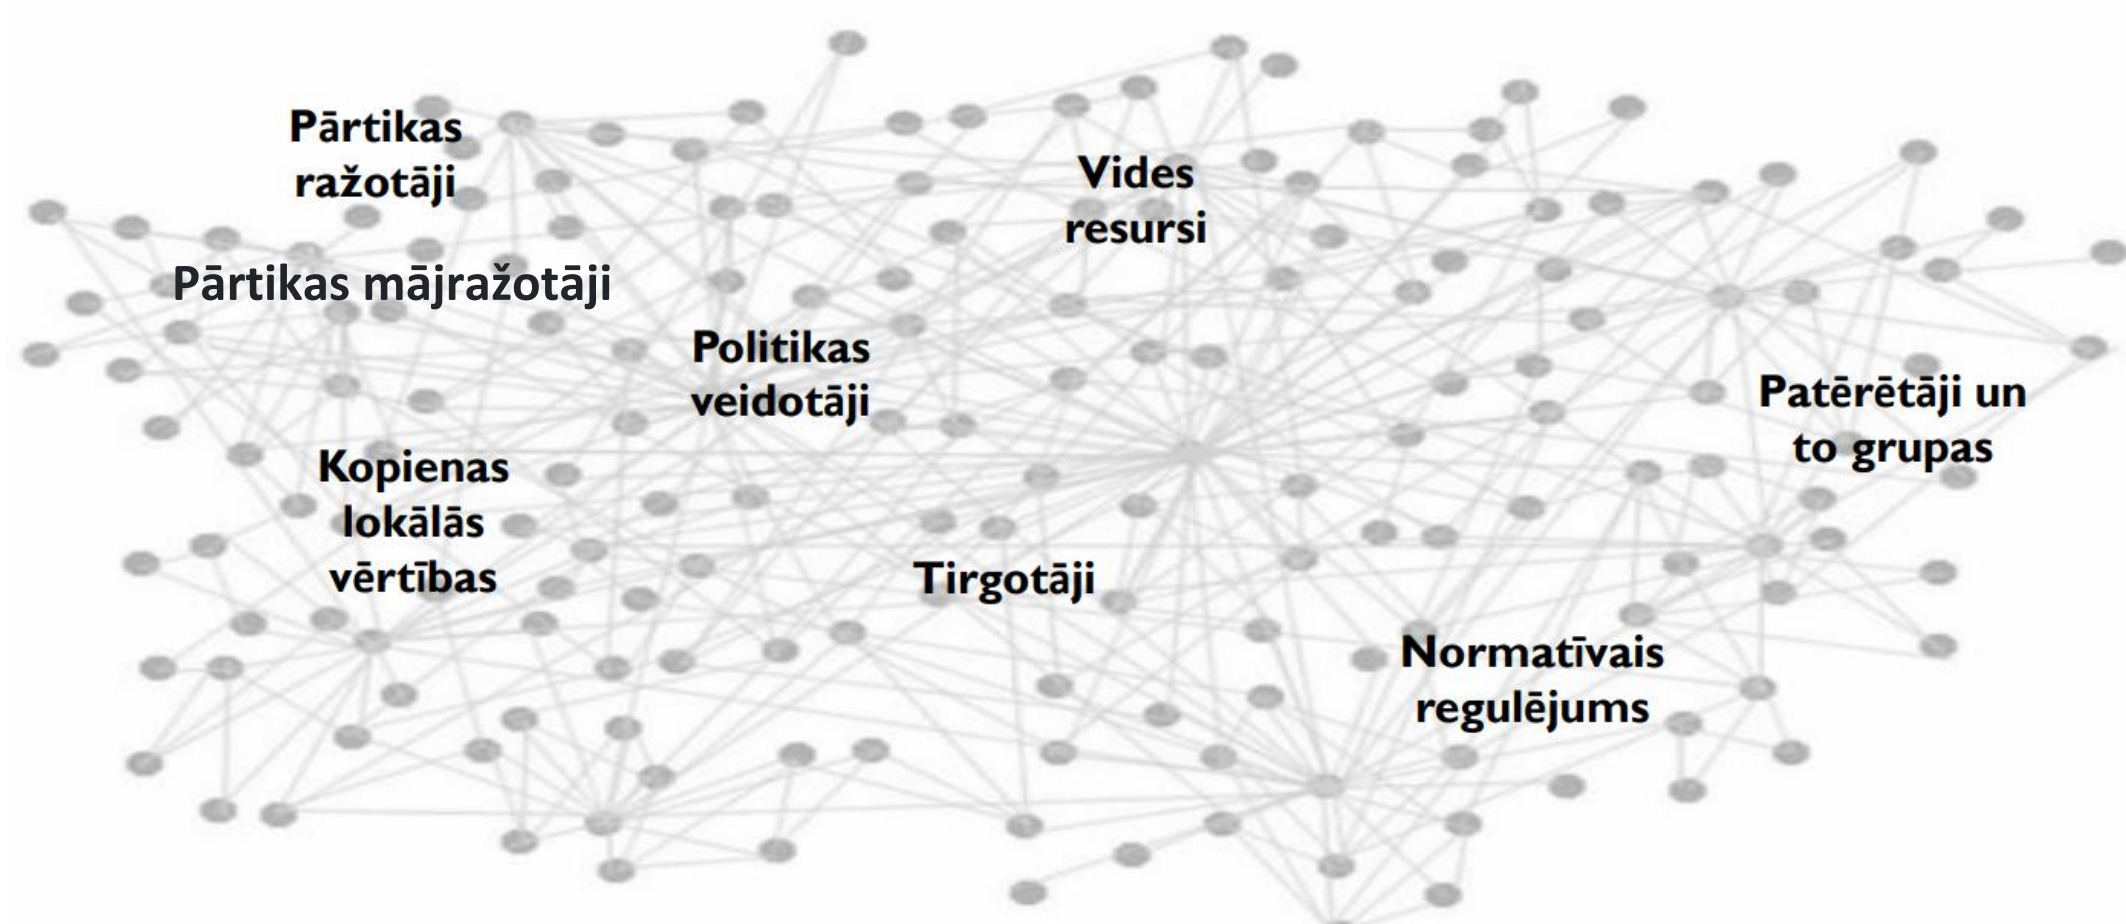 Pārtikas
ražotāji
Vides
resursi
Pārtikas mājražotāji
Politikas
veidotāji
Patērētāji un
to grupas
Kopienas
lokālās
vērtības
Tirgotāji
Normatīvais
regulējums